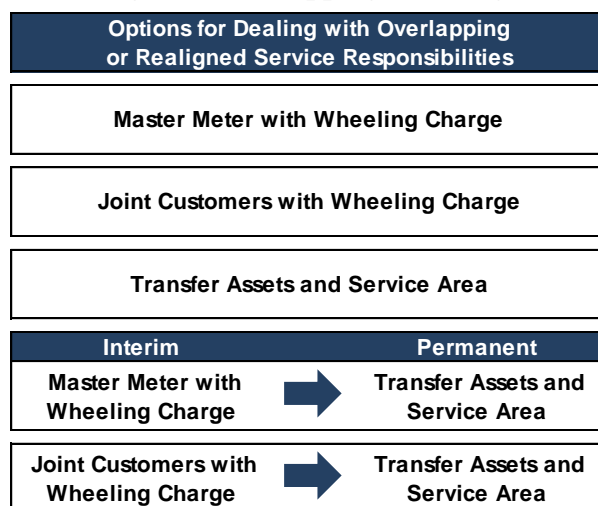 Options for Dealing with Overlapping
or Realigned Service Responsibilities
Master Meter with Wheeling Charge
Joint Customers with Wheeling Charge
Transfer Assets and Service Area
Interim Permanent
Master Meter with Transfer Assets and
Wheeling Charge Service Area
Joint Customers with Transfer Assets and
Wheeling Charge Service Area